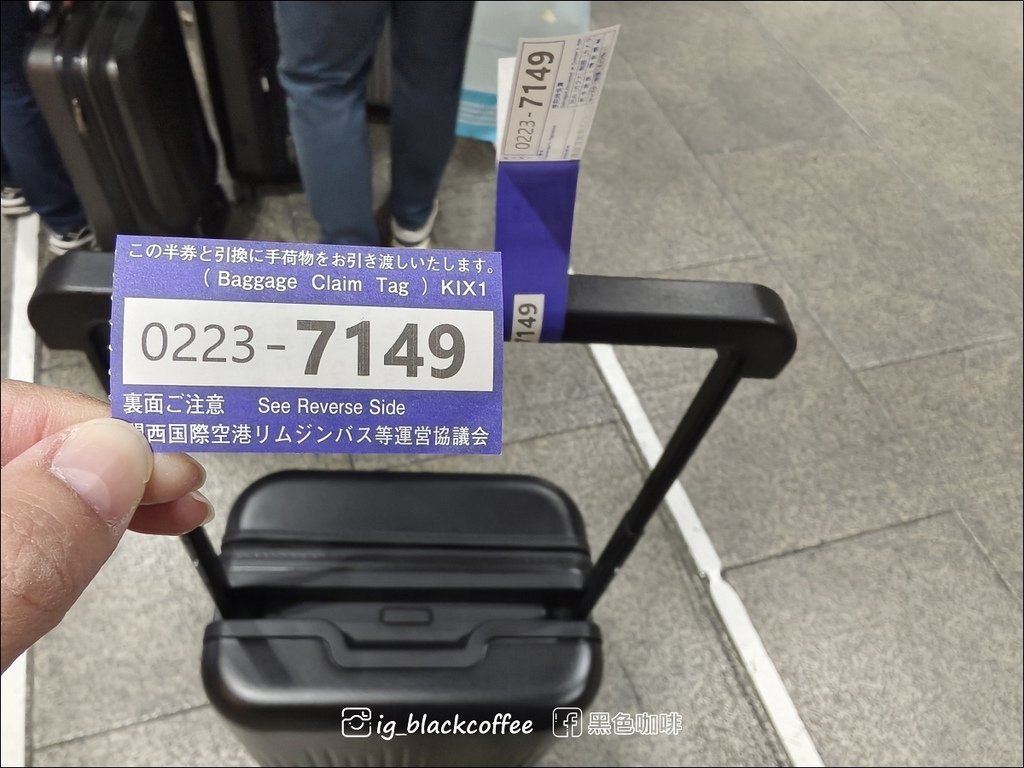 この半券と引換に手荷物をお引き渡しいたします。
( Baggage Claim Tag ) KIX1
0223-7149
裏面ご注意 See Reverse Side
西国際空港リムジンバス等運営協議会
0223-7149
149
ig_blackcoffee 黑色咖啡